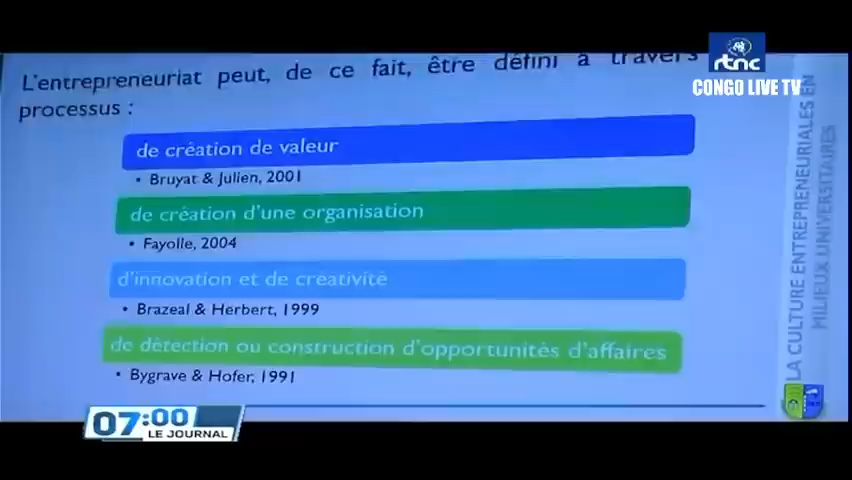 rtnc
CONGO LIVE TV
L'entrepreneuriat peut, de ce fait, être défini à travers
processus :
de création de valeur
• Bruyat & Julien, 2001
de création d'une organisation
• Fayolle, 2004
d'innovation et de créativité
• Brazeal & Herbert, 1999
de détection ou construction d'opportunités d'affaires
• Bygrave & Hofer, 1991
LA CULTURE ENTREPRENEURIALES EN
MILIEUX UNIVERSITAIRES
07:00
LE JOURNAL